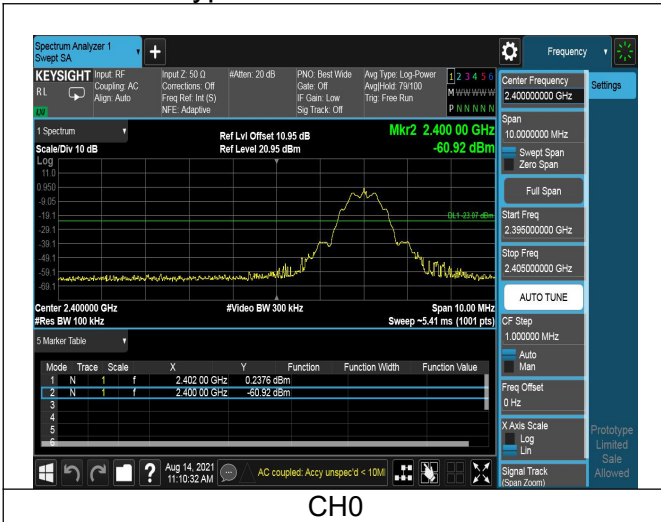 Spectrum Analyzer 1
Swept SA
+
Frequency
KEYSIGHT
RL
LXI
Input: RF
Coupling: AC
Align: Auto
Input Z: 50 Ω
Corrections: Off
Freq Ref: Int (S)
NFE: Adaptive
#Atten: 20 dB
PNO: Best Wide
Gate: Off
IF Gain: Low
Sig Track: Off
Avg Type: Log-Power
Avg|Hold: 79/100
Trig: Free Run
1 2 3 4 5 6
M W W W W W
P N N N N N
1 Spectrum
Scale/Div 10 dB
Log
Ref Lvl Offset 10.95 dB
Ref Level 20.95 dBm
Mkr2 2.400 00 GHz
-60.92 dBm
11.0
0.950
-9.05
-19.1
-29.1
-39.1
-49.1
-59.1
-69.1
DL1 -23.07 dBm
Center 2.400000 GHz
#Res BW 100 kHz
#Video BW 300 kHz
Span 10.00 MHz
Sweep ~5.41 ms (1001 pts)
5 Marker Table
Mode Trace Scale X Y Function Function Width Function Value
1 N 1 f 2.402 00 GHz 0.2376 dBm
2 N 1 f 2.400 00 GHz -60.92 dBm
3
4
5
6
Aug 14, 2021
11:10:32 AM
AC coupled: Accy unspec'd < 10M
Center Frequency
2.400000000 GHz
Settings
Span
10.0000000 MHz
Swept Span
Zero Span
Full Span
Start Freq
2.395000000 GHz
Stop Freq
2.405000000 GHz
AUTO TUNE
CF Step
1.000000 MHz
Auto
Man
Freq Offset
0 Hz
X Axis Scale
Log
Lin
Signal Track
(Span Zoom)
Prototype
Limited
Sale
Allowed
CH0